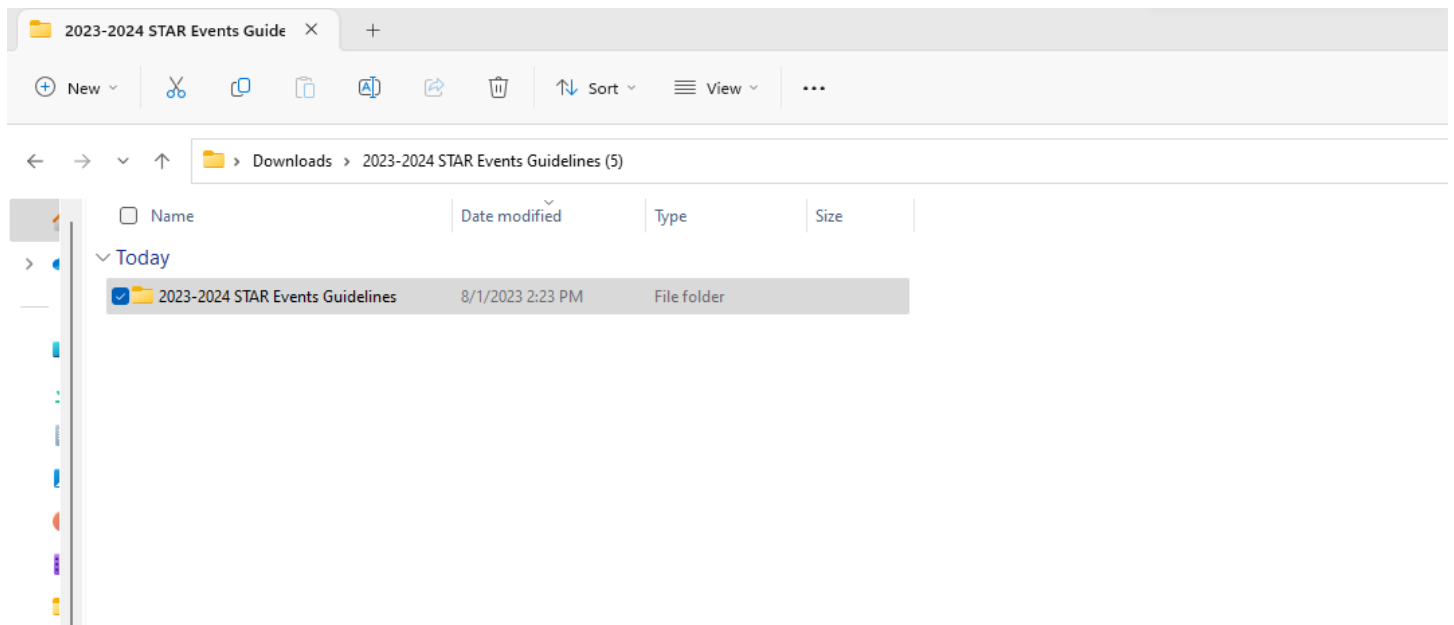 2023-2024 STAR Events Guide
New Sort View
Downloads 2023-2024 STAR Events Guidelines (5)
Name Date modified Type Size
Today
2023-2024 STAR Events Guidelines 8/1/2023 2:23 PM File folder